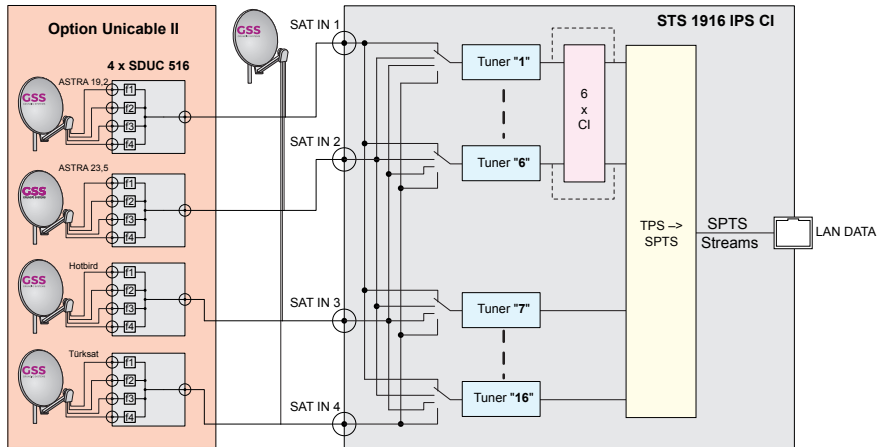 Option Unicable II
4 x SDUC 516
ASTRA 19,2
GSS
f1
f2
f3
f4
ASTRA 23,5
GSS
f1
f2
f3
f4
Hotbird
GSS
f1
f2
f3
f4
Türksat
GSS
f1
f2
f3
f4
GSS
SAT IN 1
SAT IN 2
SAT IN 3
SAT IN 4
STS 1916 IPS CI
Tuner "1"
Tuner "6"
Tuner "7"
Tuner "16"
6
x
CI
TPS –>
SPTS
SPTS
Streams
LAN DATA